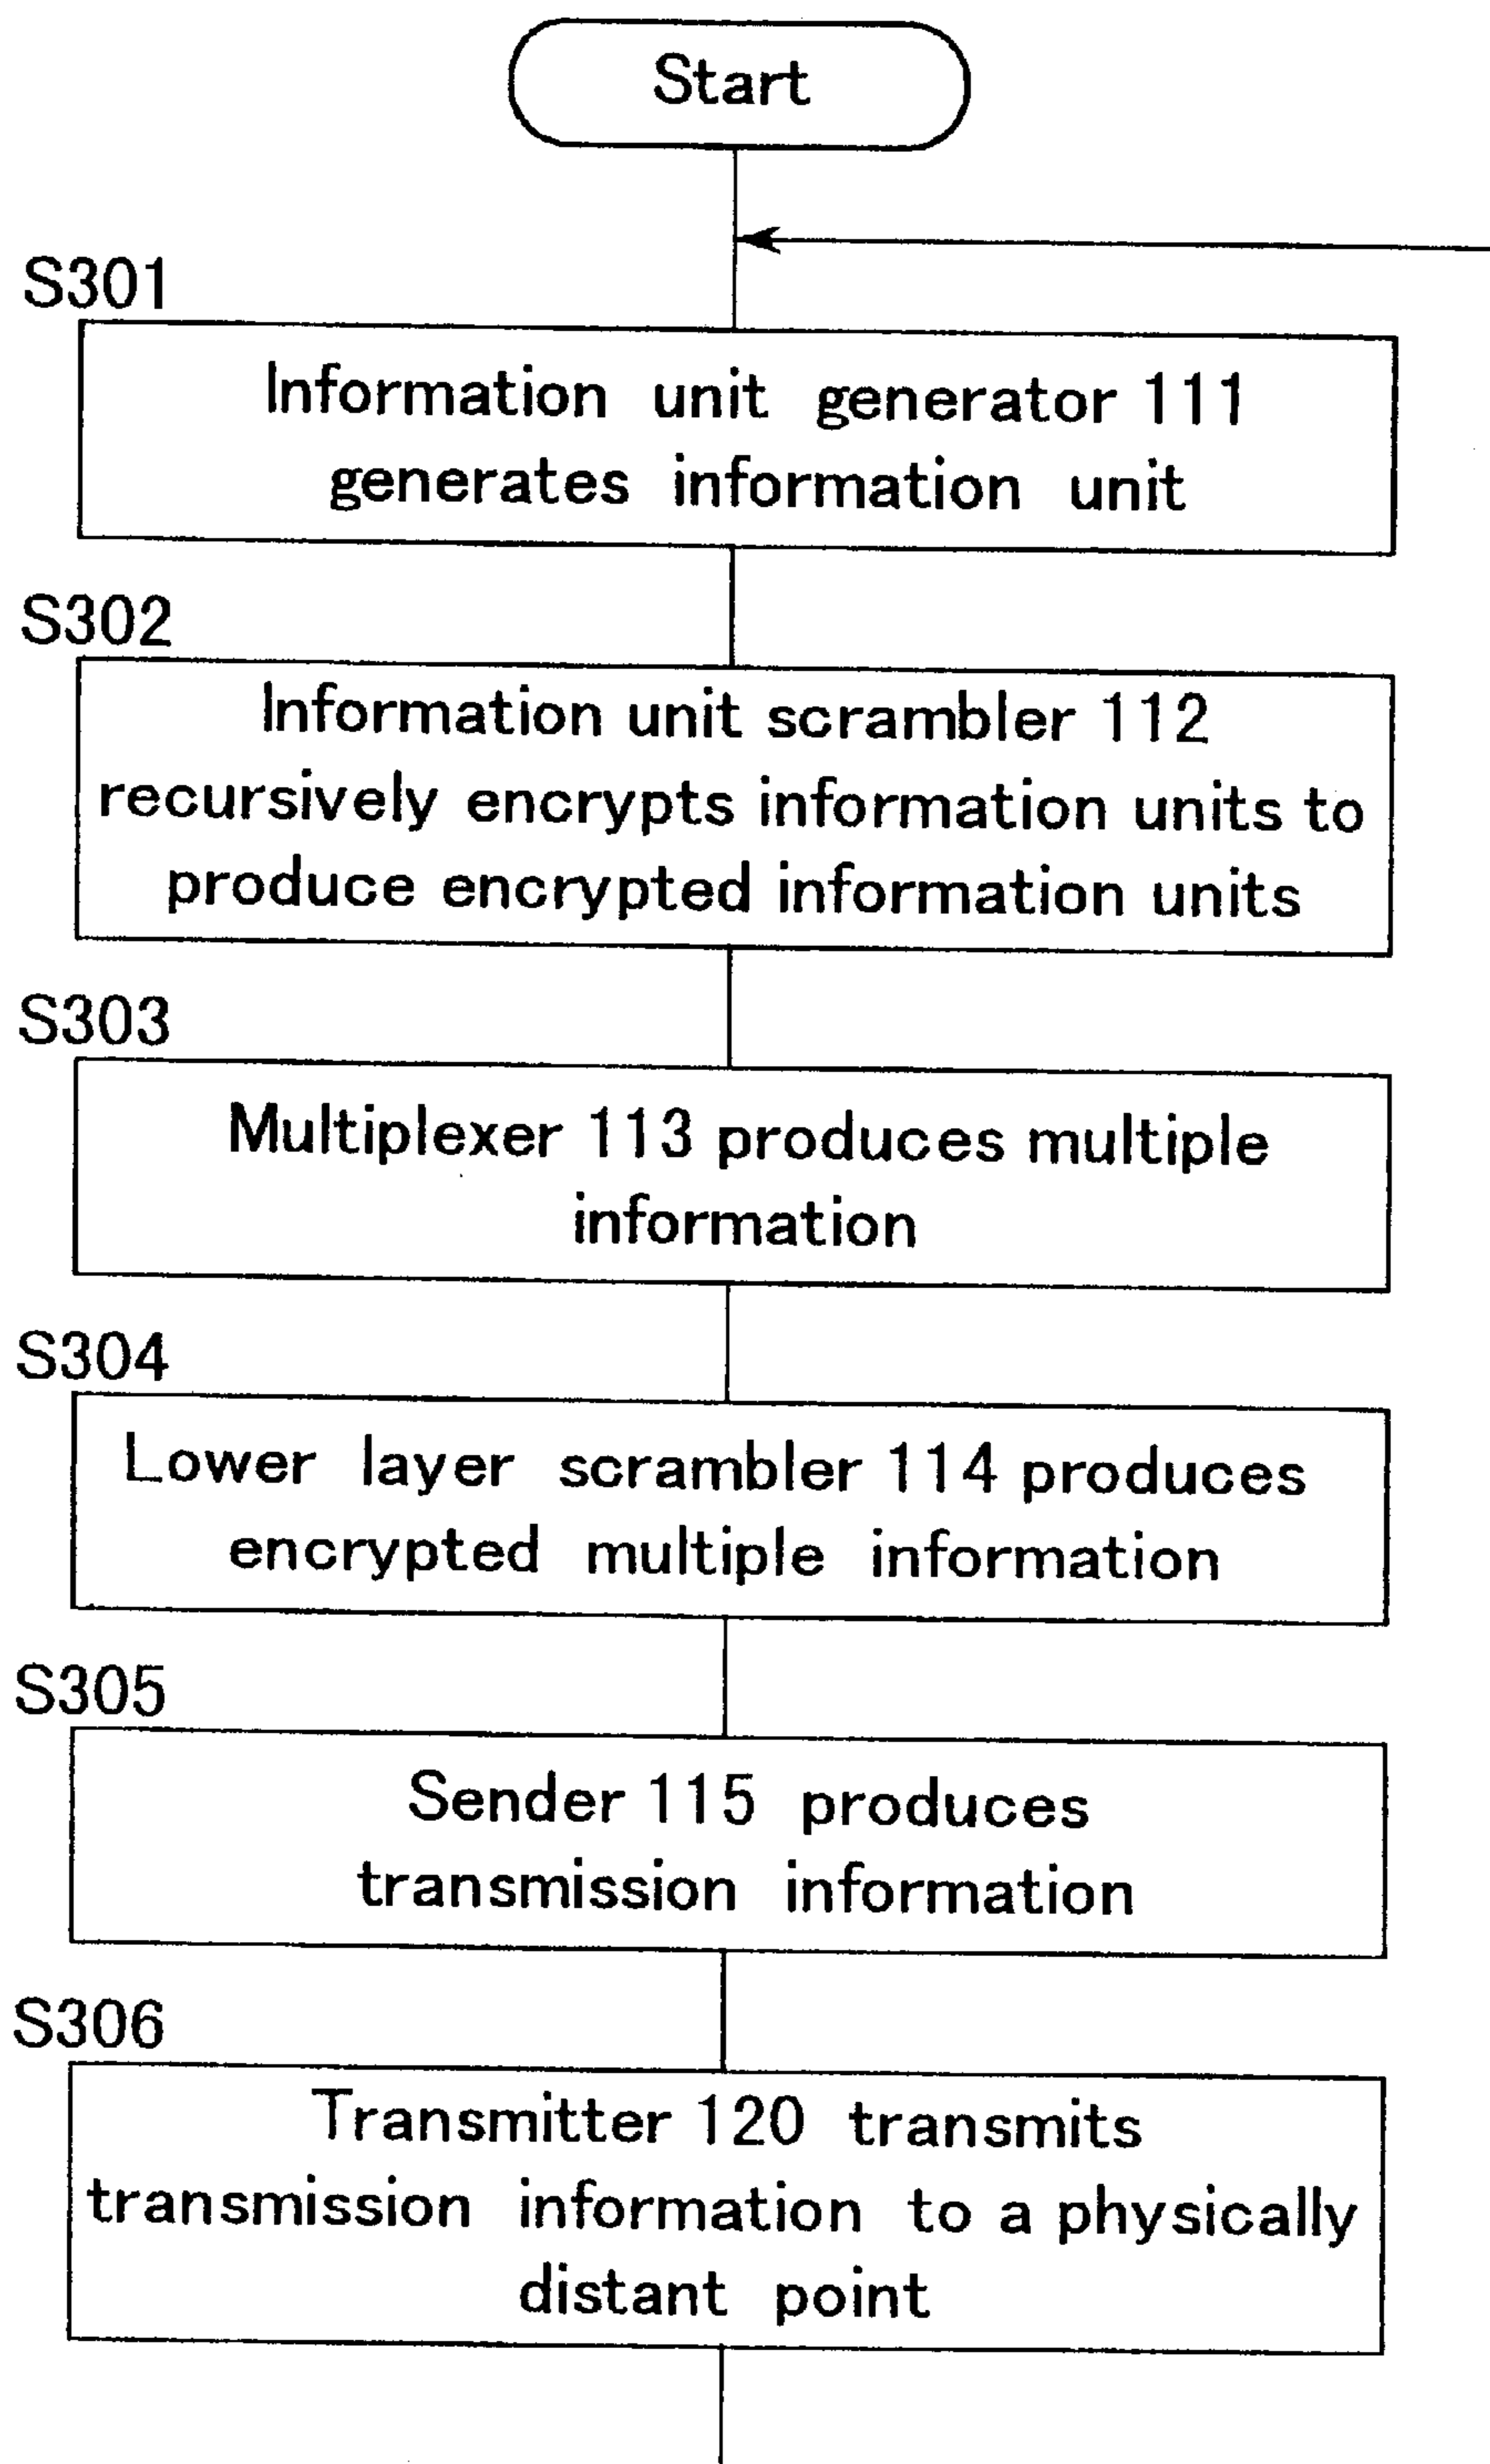 Start
S301
Information unit generator 111
generates information unit
S302
Information unit scrambler 112
recursively encrypts information units to
produce encrypted information units
S303
Multiplexer 113 produces multiple
information
S304
Lower layer scrambler 114 produces
encrypted multiple information
S305
Sender 115 produces
transmission information
S306
Transmitter 120 transmits
transmission information to a physically
distant point